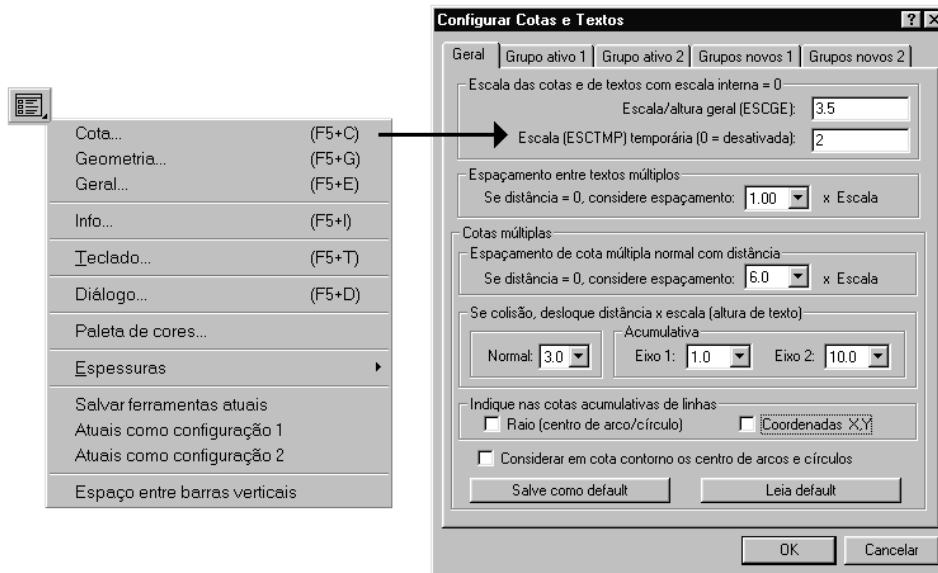 Cota... (F5+C)
Geometria... (F5+G)
Geral... (F5+E)
Info... (F5+I)
Teclado... (F5+T)
Diálogo... (F5+D)
Paleta de cores...
Espessuras
Salvar ferramentas atuais
Atuais como configuração 1
Atuais como configuração 2
Espaço entre barras verticais
Configurar Cotas e Textos
Geral Grupo ativo 1 Grupo ativo 2 Grupos novos 1 Grupos novos 2
Escala das cotas e de textos com escala interna = 0
Escala/altura geral (ESCGE): 3.5
Escala (ESCTMP) temporária (0 = desativada): 2
Espaçamento entre textos múltiplos
Se distância = 0, considere espaçamento: 1.00 x Escala
Cotas múltiplas
Espaçamento de cota múltipla normal com distância
Se distância = 0, considere espaçamento: 6.0 x Escala
Se colisão, desloque distância x escala (altura de texto)
Acumulativa
Normal: 3.0 Eixo 1: 1.0 Eixo 2: 10.0
Indique nas cotas acumulativas de linhas
Raio (centro de arco/círculo) Coordenadas X,Y
Considerar em cota contorno os centro de arcos e círculos
Salve como default Leia default
OK Cancelar